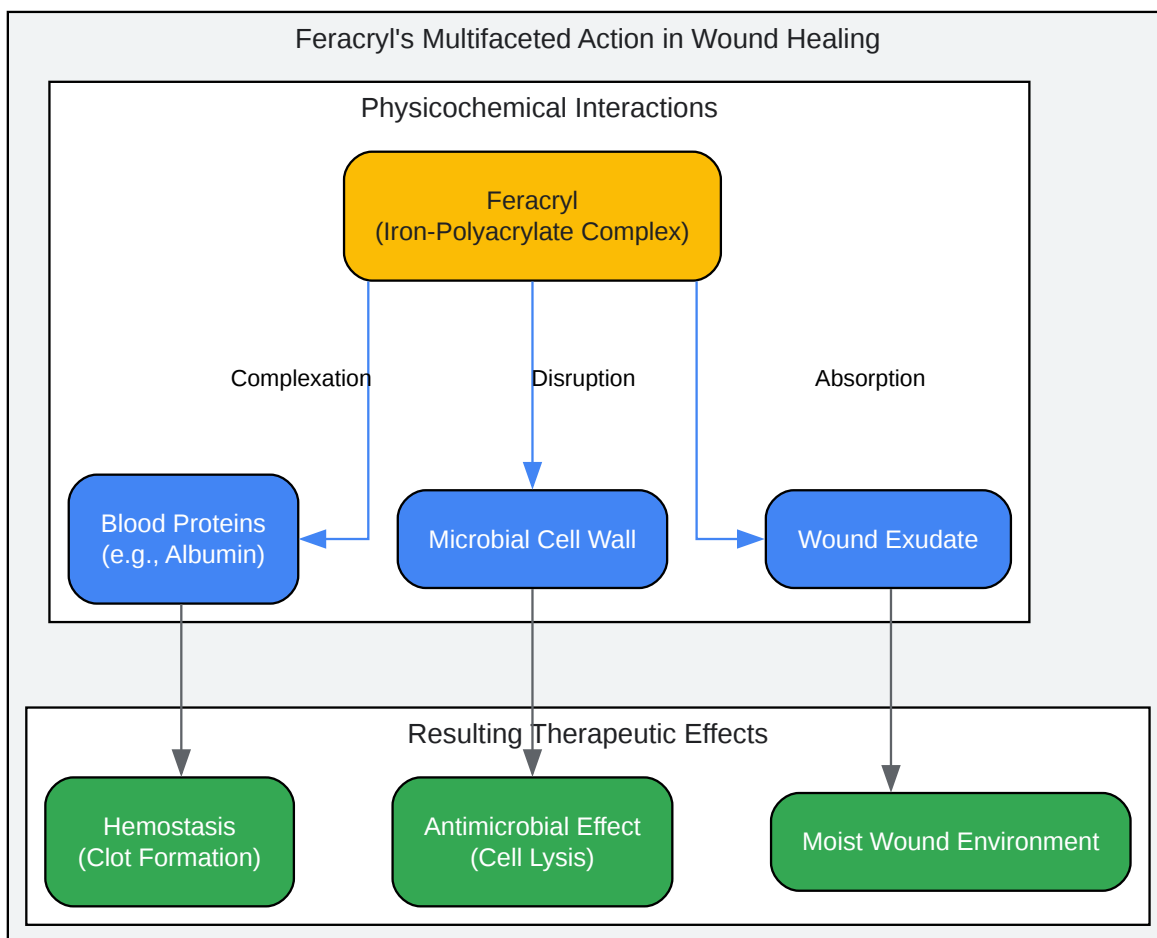 Feracryl's Multifaceted Action in Wound Healing
Physicochemical Interactions
Feracryl
(Iron-Polyacrylate Complex)
Complexation
Disruption
Absorption
Blood Proteins
(e.g., Albumin)
Microbial Cell Wall
Wound Exudate
Resulting Therapeutic Effects
Hemostasis
(Clot Formation)
Antimicrobial Effect
(Cell Lysis)
Moist Wound Environment